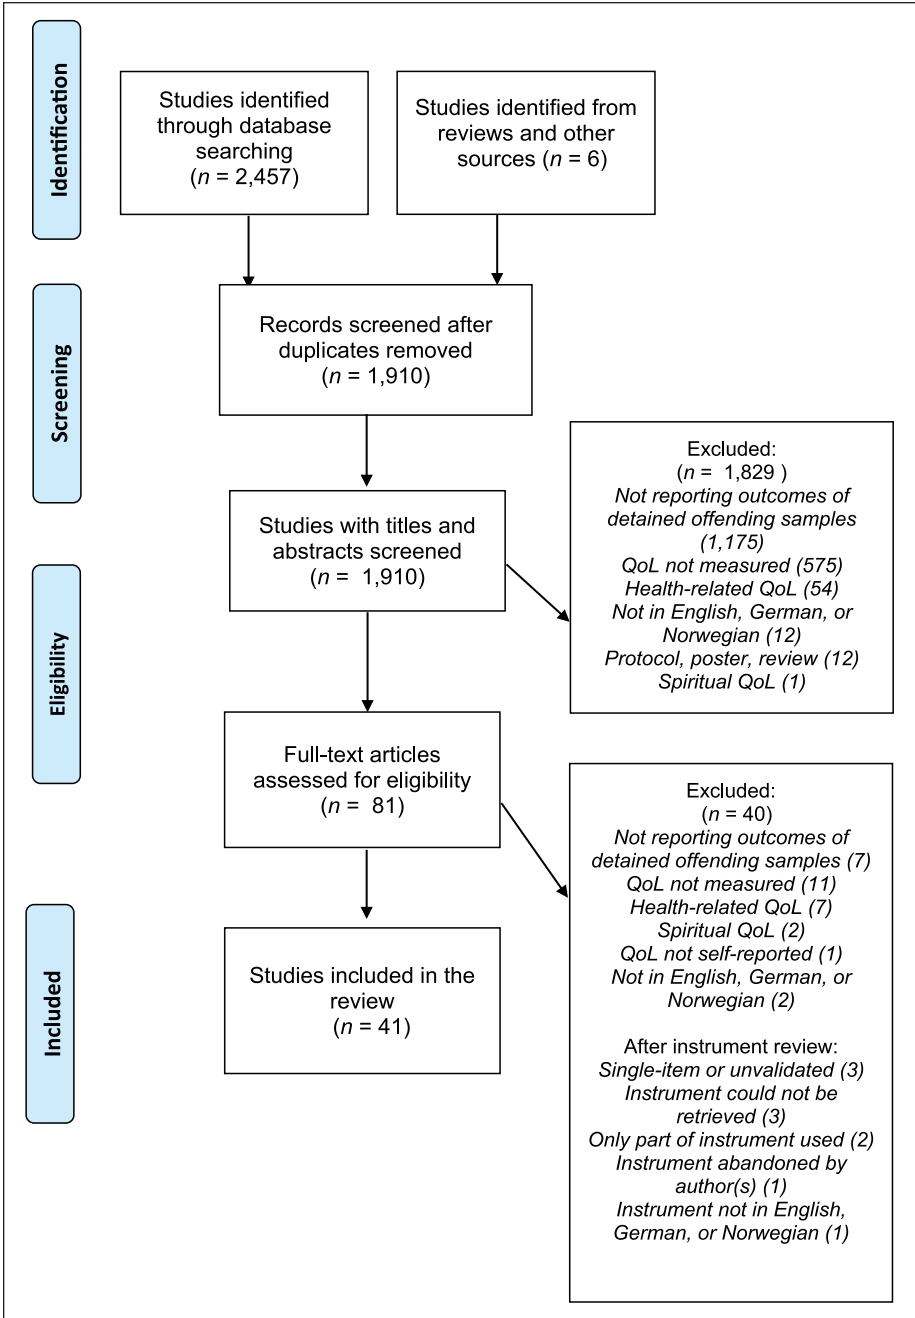 Identification
Studies identified
through database
searching
(n = 2,457)
Studies identified from
reviews and other
sources (n = 6)
Screening
Records screened after
duplicates removed
(n = 1,910)
Studies with titles and
abstracts screened
(n = 1,910)
Excluded:
(n = 1,829 )
Not reporting outcomes of
detained offending samples
(1,175)
QoL not measured (575)
Health-related QoL (54)
Not in English, German, or
Norwegian (12)
Protocol, poster, review (12)
Spiritual QoL (1)
Eligibility
Full-text articles
assessed for eligibility
(n = 81)
Excluded:
(n = 40)
Not reporting outcomes of
detained offending samples (7)
QoL not measured (11)
Health-related QoL (7)
Spiritual QoL (2)
QoL not self-reported (1)
Not in English, German, or
Norwegian (2)
After instrument review:
Single-item or unvalidated (3)
Instrument could not be
retrieved (3)
Only part of instrument used (2)
Instrument abandoned by
author(s) (1)
Instrument not in English,
German, or Norwegian (1)
Included
Studies included in the
review
(n = 41)